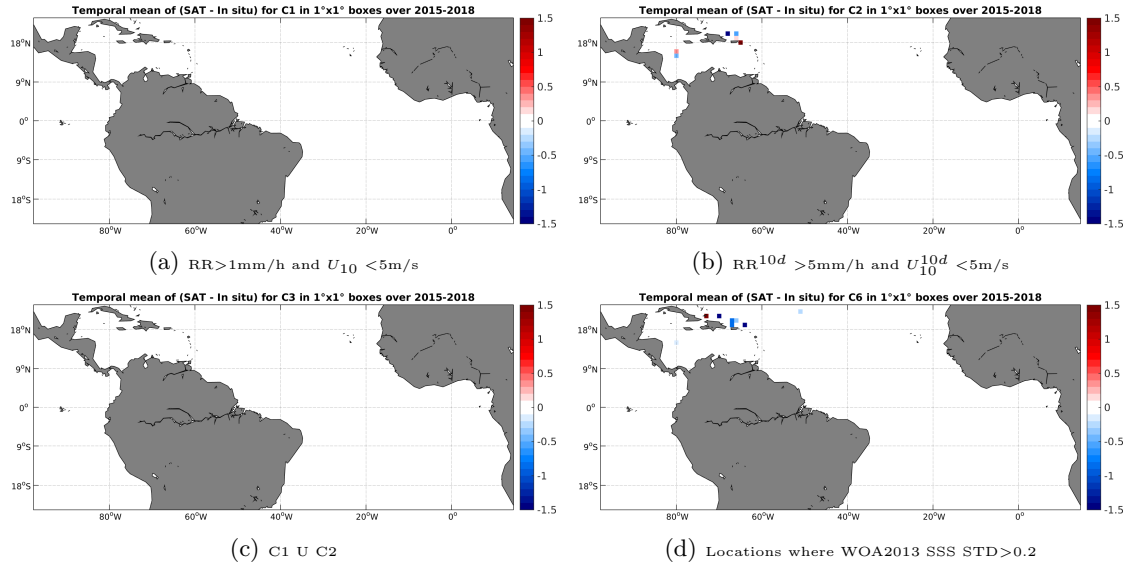 Temporal mean of (SAT - In situ) for C1 in 1°x1° boxes over 2015-2018
18°N
9°N
0°
9°S
18°S
80°W
60°W
40°W
20°W
0°
1.5
1
0.5
0
-0.5
-1
-1.5
(a) RR>1mm/h and U10 <5m/s
Temporal mean of (SAT - In situ) for C2 in 1°x1° boxes over 2015-2018
18°N
9°N
0°
9°S
18°S
80°W
60°W
40°W
20°W
0°
1.5
1
0.5
0
-0.5
-1
-1.5
(b) RR^10d >5mm/h and U10^10d <5m/s
Temporal mean of (SAT - In situ) for C3 in 1°x1° boxes over 2015-2018
18°N
9°N
0°
9°S
18°S
80°W
60°W
40°W
20°W
0°
1.5
1
0.5
0
-0.5
-1
-1.5
(c) C1 U C2
Temporal mean of (SAT - In situ) for C6 in 1°x1° boxes over 2015-2018
18°N
9°N
0°
9°S
18°S
80°W
60°W
40°W
20°W
0°
1.5
1
0.5
0
-0.5
-1
-1.5
(d) Locations where WOA2013 SSS STD>0.2